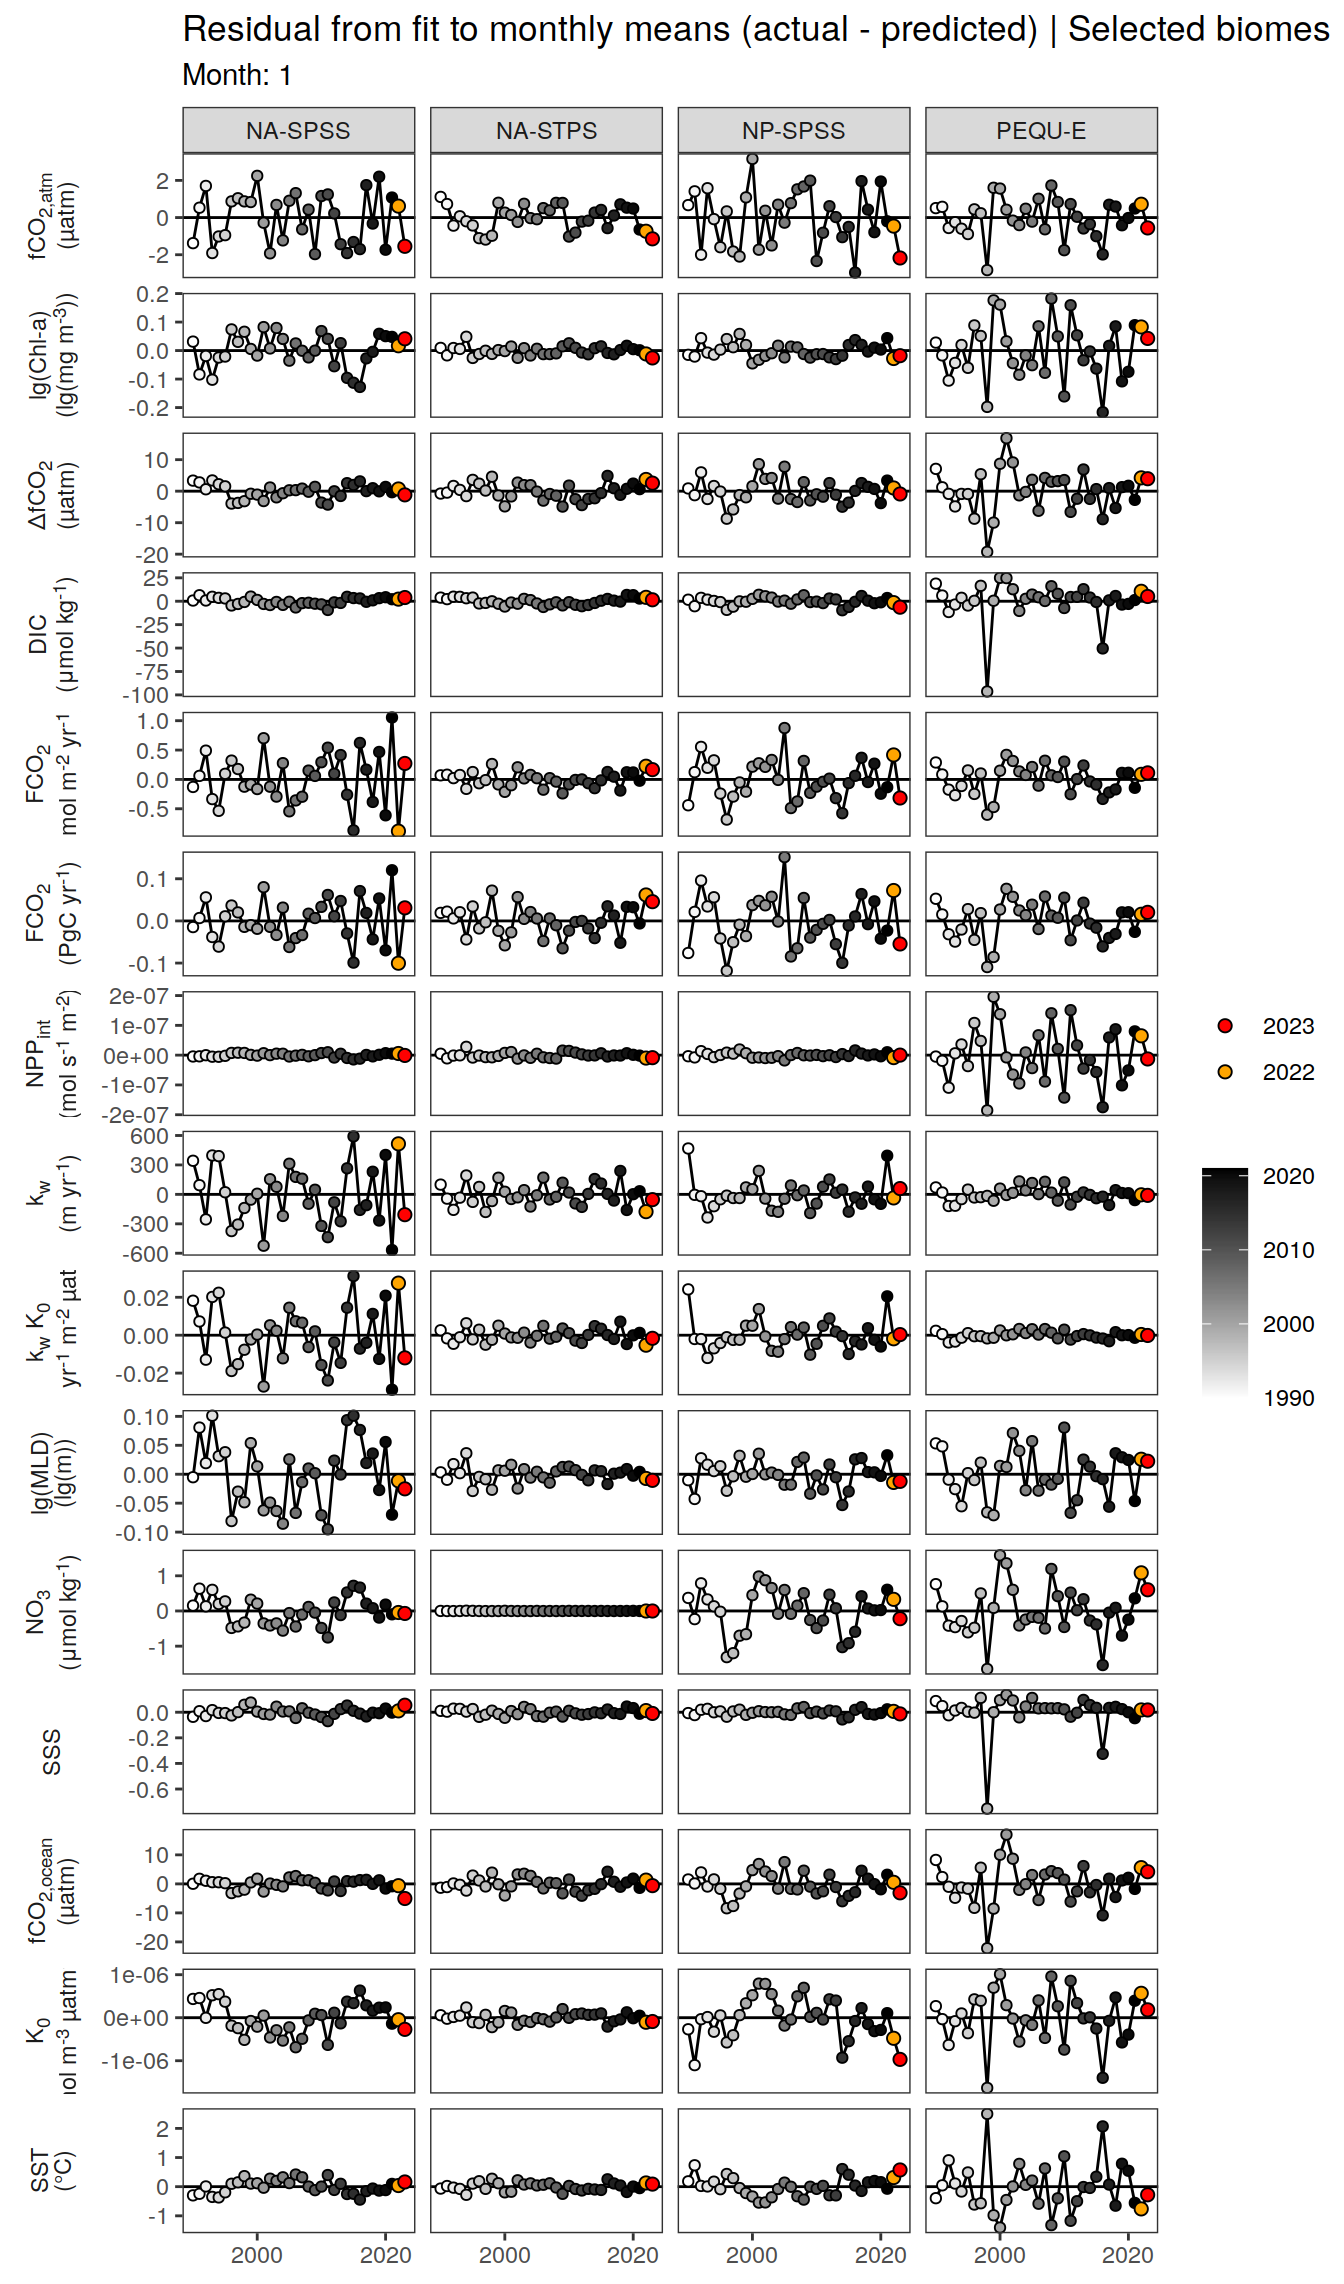 Residual from fit to monthly means (actual - predicted) | Selected biomes
Month: 1
NA-SPSS NA-STPS NP-SPSS PEQU-E
fCO2,atm
(µatm)
2
0
-2
lg(Chl-a)
(lg(mg m-3))
0.2
0.1
0.0
-0.1
-0.2
ΔfCO2
(µatm)
10
0
-10
-20
DIC
(µmol kg-1)
25
0
-25
-50
-75
-100
FCO2
mol m-2 yr-1
1.0
0.5
0.0
-0.5
FCO2
(PgC yr-1)
0.1
0.0
-0.1
NPPint
(mol s-1 m-2)
2e-07
1e-07
0e+00
-1e-07
-2e-07
kw
(m yr-1)
600
300
0
-300
-600
kw K0
yr-1 m-2 µat
0.02
0.00
-0.02
lg(MLD)
(lg(m))
0.10
0.05
0.00
-0.05
-0.10
NO3
(µmol kg-1)
1
0
-1
SSS
0.0
-0.2
-0.4
-0.6
fCO2,ocean
(µatm)
10
0
-10
-20
K0
ol m-3 µatm
1e-06
0e+00
-1e-06
SST
(°C)
2
1
0
-1
2000 2020 2000 2020 2000 2020 2000 2020
2023
2022
2020
2010
2000
1990